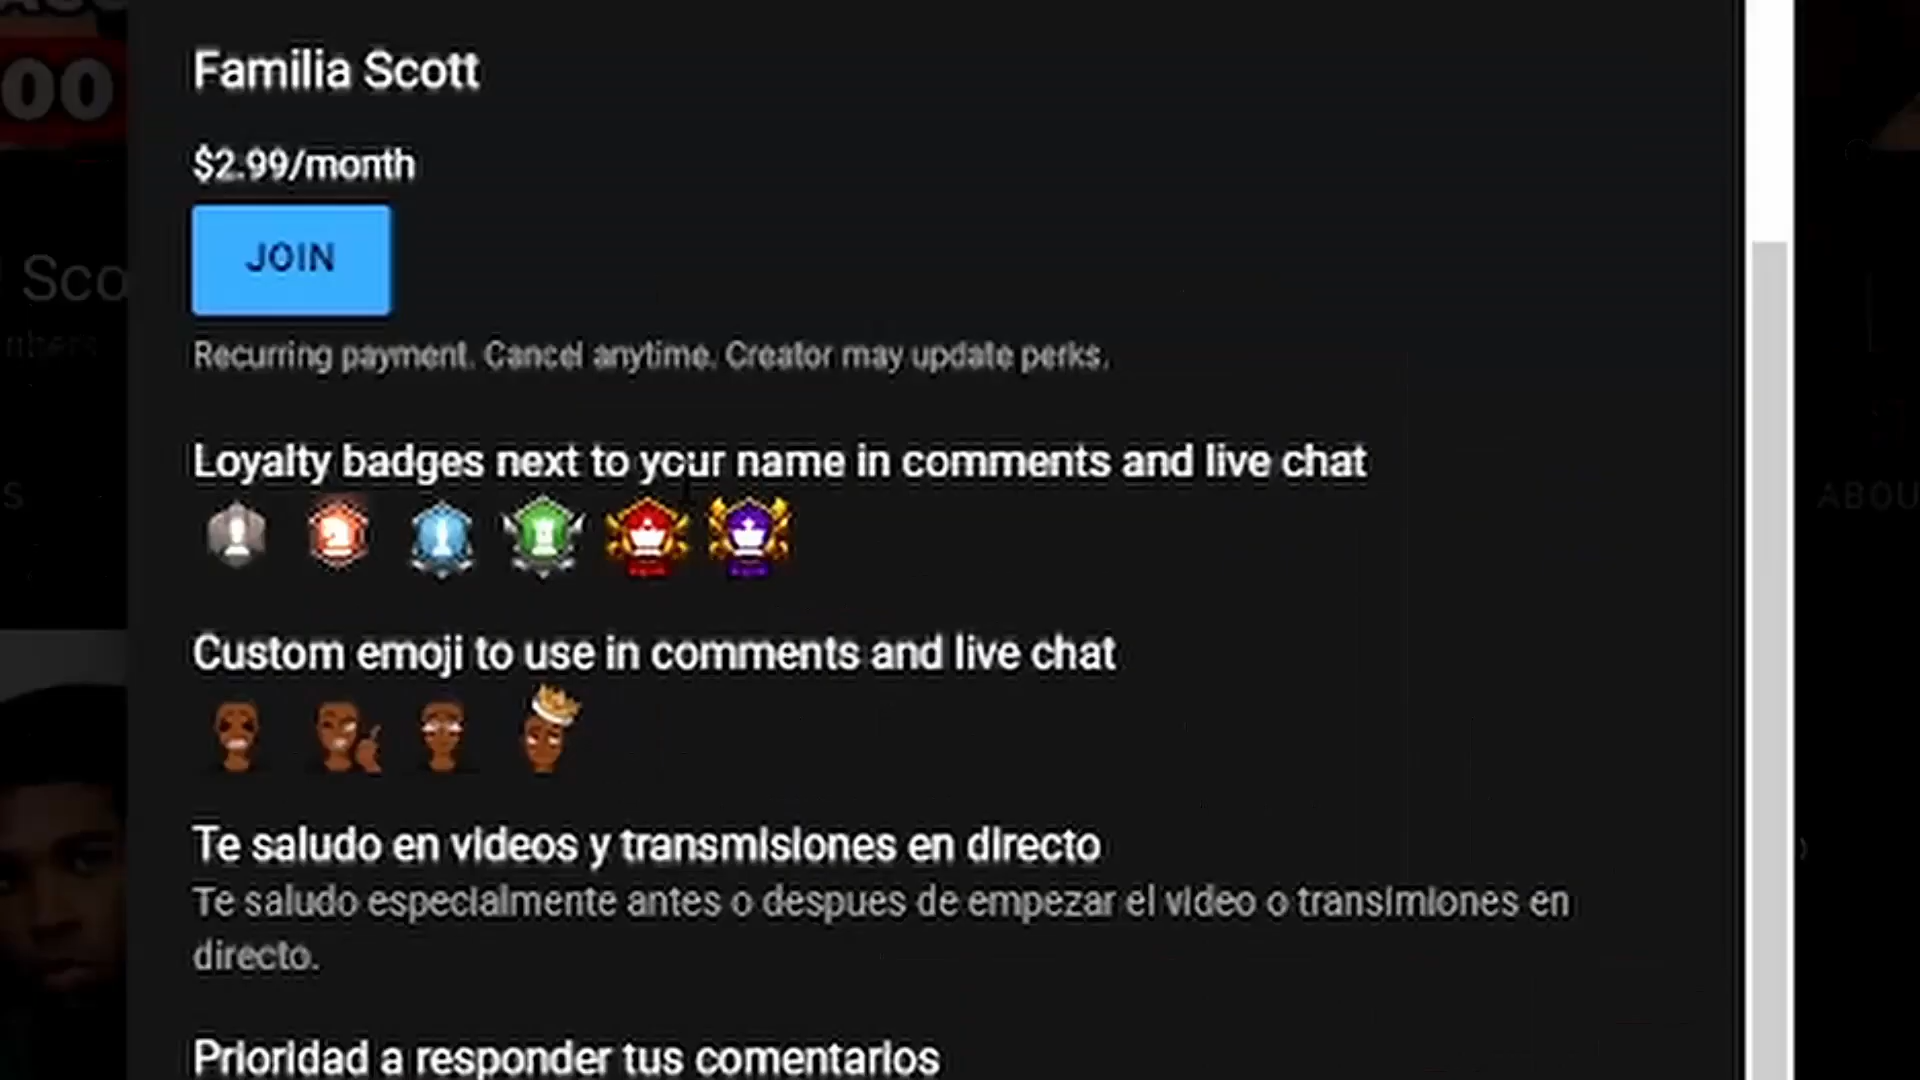 00
Familia Scott
$2.99/month
JOIN
Sco
Recurring payment. Cancel anytime. Creator may update perks.
Loyalty badges next to your name in comments and live chat
S
ABOU
Custom emoji to use in comments and live chat
Te saludo en videos y transmisiones en directo
Te saludo especialmente antes o despues de empezar el video o transimiones en
directo.
Prioridad a responder tus comentarios